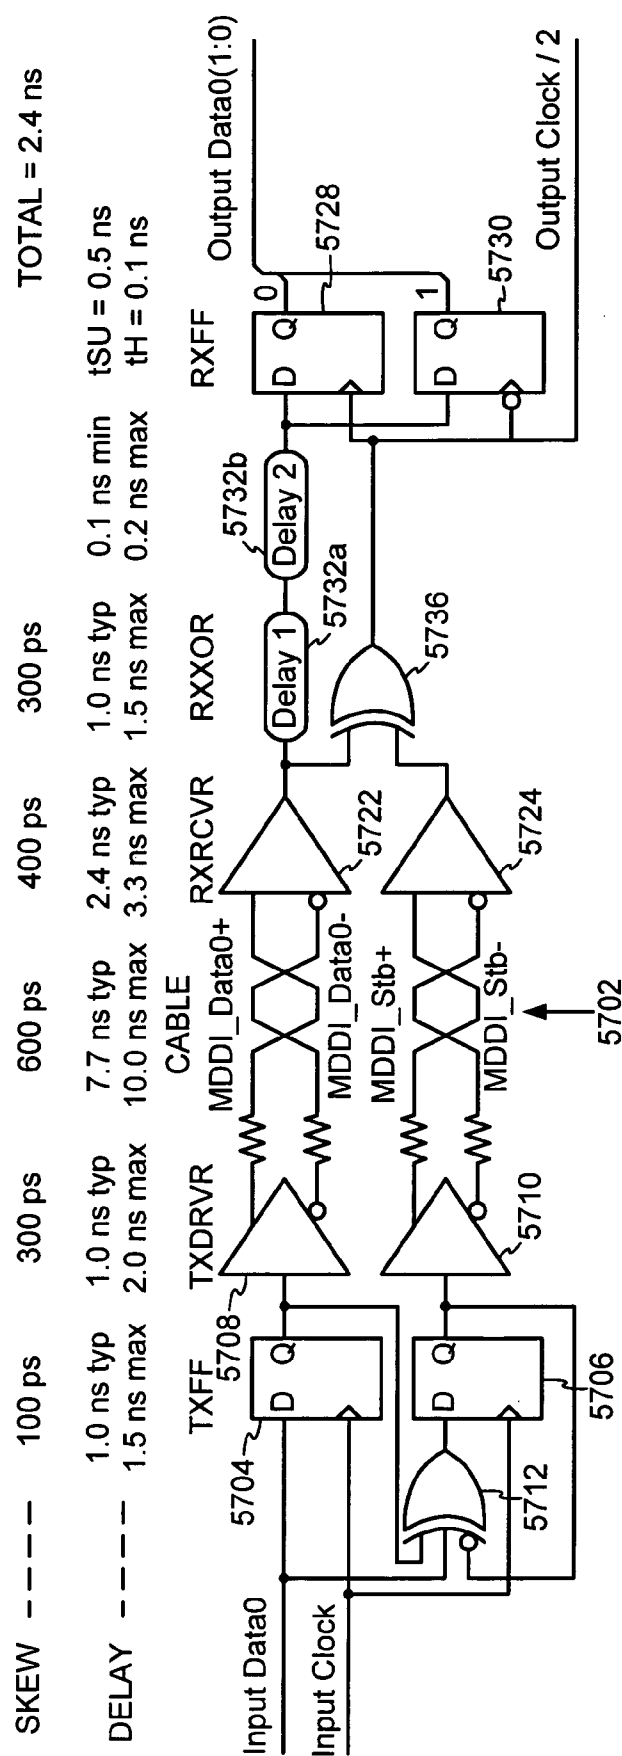 SKEW ---- 100 ps 300 ps 600 ps 400 ps 300 ps TOTAL = 2.4 ns
DELAY ---- 1.0 ns typ 1.0 ns typ 7.7 ns typ 2.4 ns typ 1.0 ns typ 0.1 ns min tSU = 0.5 ns
1.5 ns max 2.0 ns max 10.0 ns max 3.3 ns max 1.5 ns max 0.2 ns max tH = 0.1 ns
TXFF TXDRVR CABLE RXRCVR RXXOR RXFF
Input Data0
Input Clock
5704
D Q
5708
5712
D Q
5706
5710
MDDI_Data0+
MDDI_Data0-
MDDI_Stb+
MDDI_Stb-
5702
5722
5724
Delay 1
5732a
Delay 2
5732b
5736
D Q
0
5728
D Q
1
5730
Output Data0(1:0)
Output Clock / 2